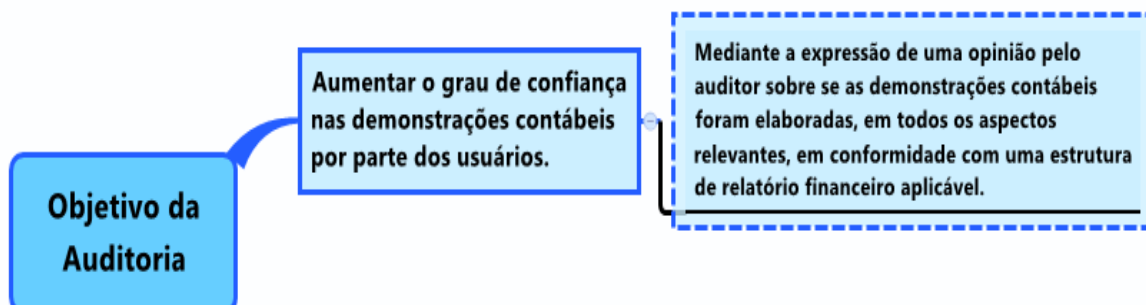 Objetivo da
Auditoria
Aumentar o grau de confiança
nas demonstrações contábeis
por parte dos usuários.
Mediante a expressão de uma opinião pelo
auditor sobre se as demonstrações contábeis
foram elaboradas, em todos os aspectos
relevantes, em conformidade com uma estrutura
de relatório financeiro aplicável.